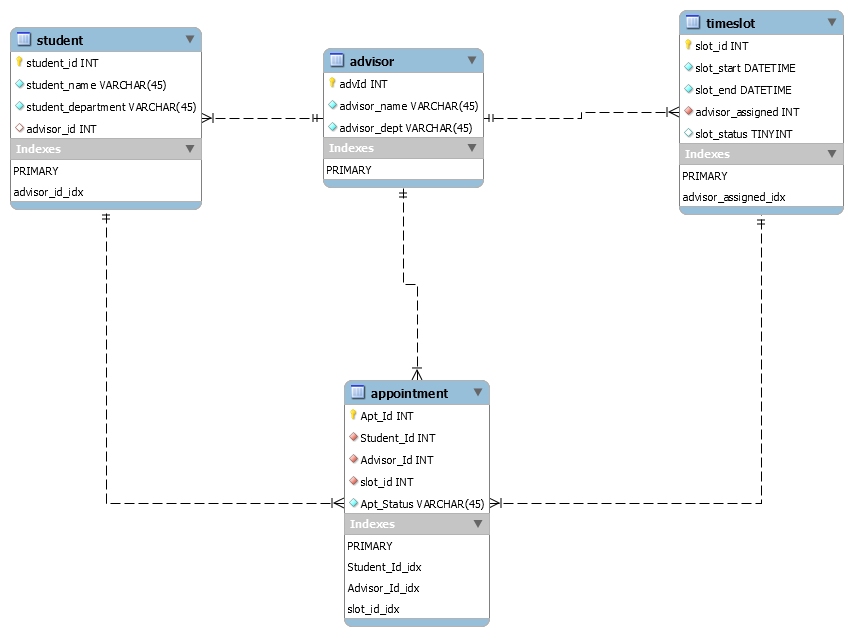 student
student_id INT
student_name VARCHAR(45)
student_department VARCHAR(45)
advisor_id INT
Indexes
PRIMARY
advisor_id_idx
advisor
advId INT
advisor_name VARCHAR(45)
advisor_dept VARCHAR(45)
Indexes
PRIMARY
timeslot
slot_id INT
slot_start DATETIME
slot_end DATETIME
advisor_assigned INT
slot_status TINYINT
Indexes
PRIMARY
advisor_assigned_idx
appointment
Apt_Id INT
Student_Id INT
Advisor_Id INT
slot_id INT
Apt_Status VARCHAR(45)
Indexes
PRIMARY
Student_Id_idx
Advisor_Id_idx
slot_id_idx